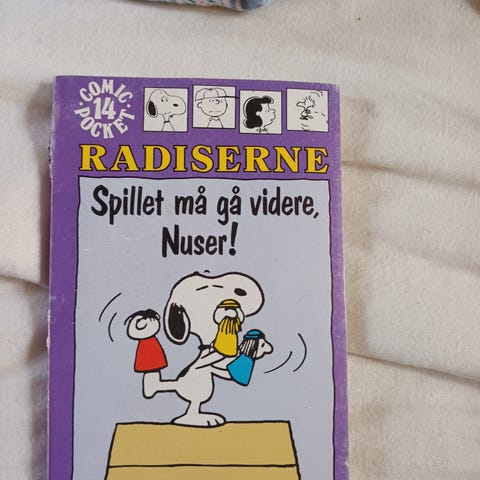 COMIC
14
POCKET
RADISERNE
Spillet må gå videre,
Nuser!